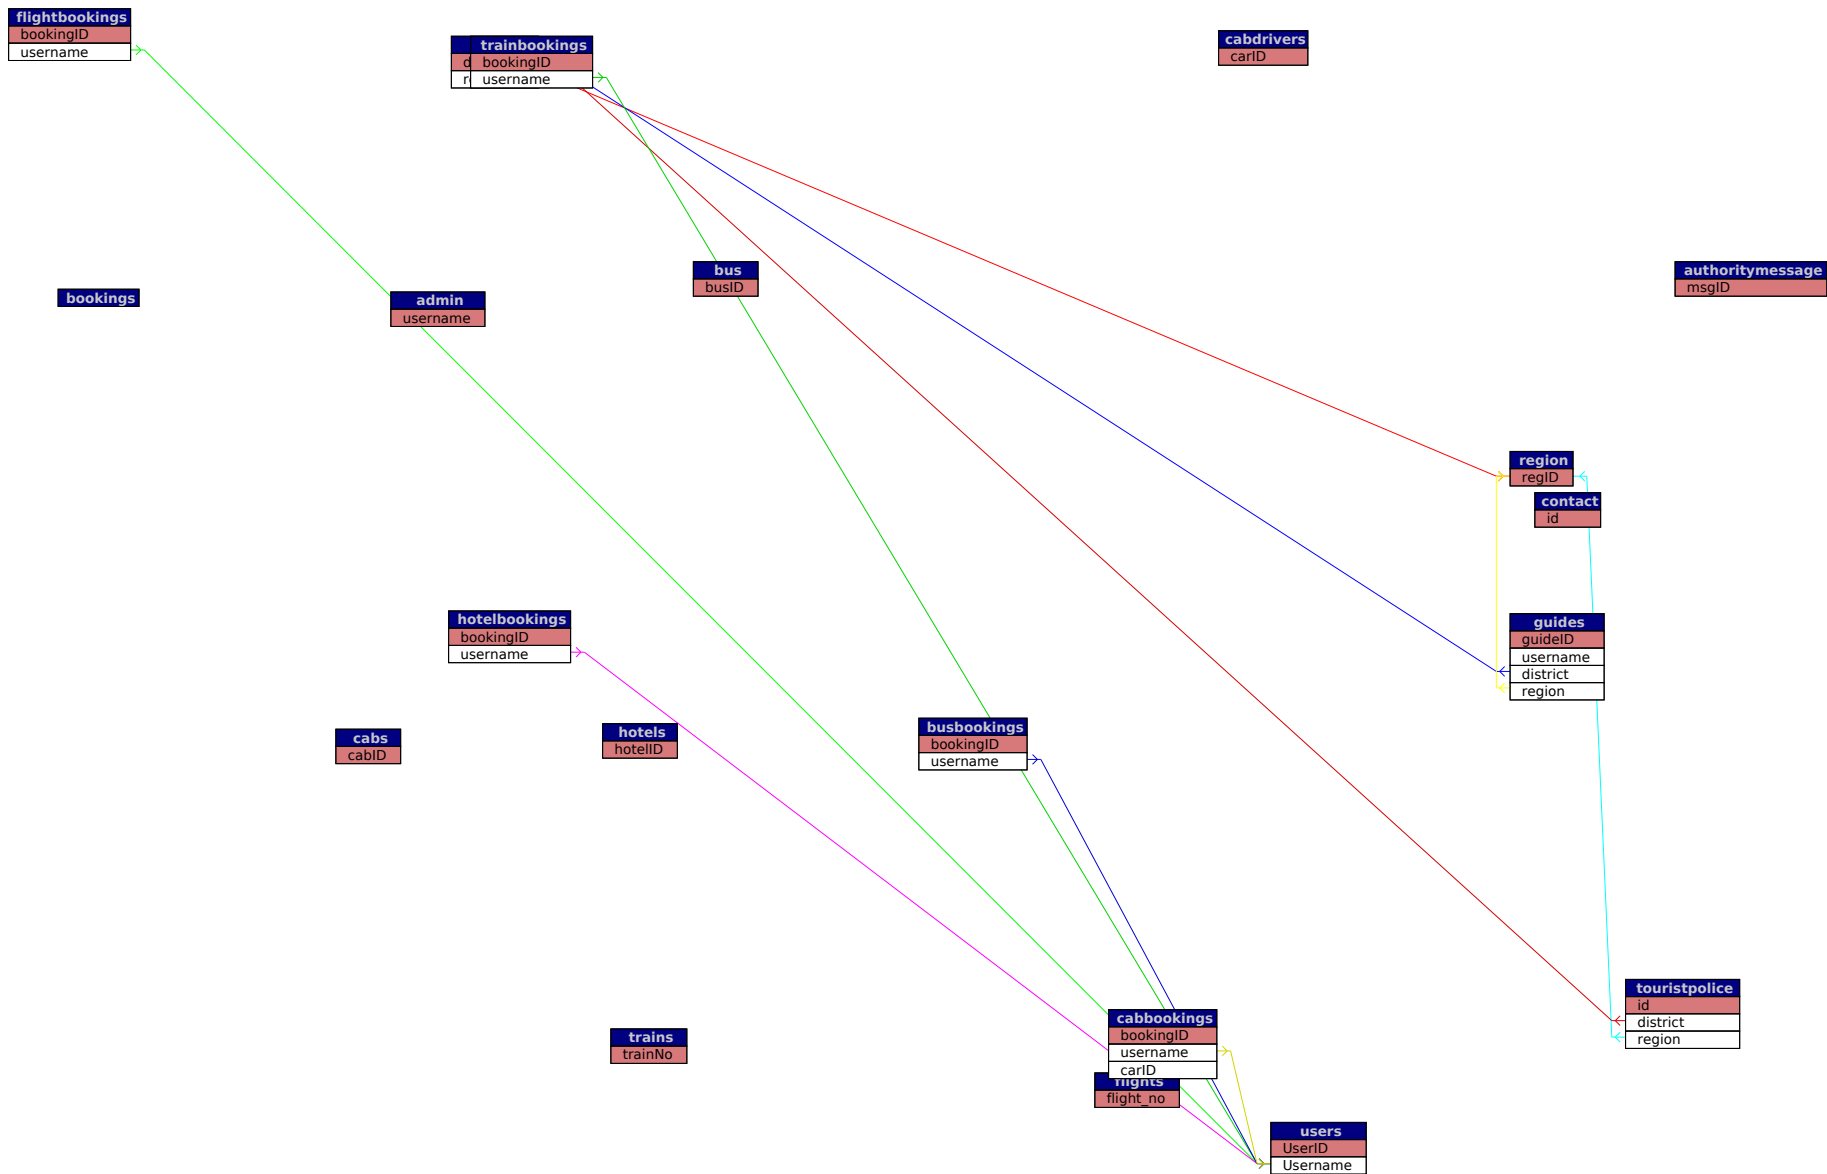 flightbookings
bookingID
username
trainbookings
bookingID
username
cabdrivers
carID
bus
busID
authoritymessage
msgID
bookings
admin
username
region
regID
contact
id
hotelbookings
bookingID
username
guides
guideID
username
district
region
cabs
cabID
hotels
hotelID
busbookings
bookingID
username
touristpolice
id
district
region
cabbookings
bookingID
username
carID
trains
trainNo
flights
flight_no
users
UserID
Username